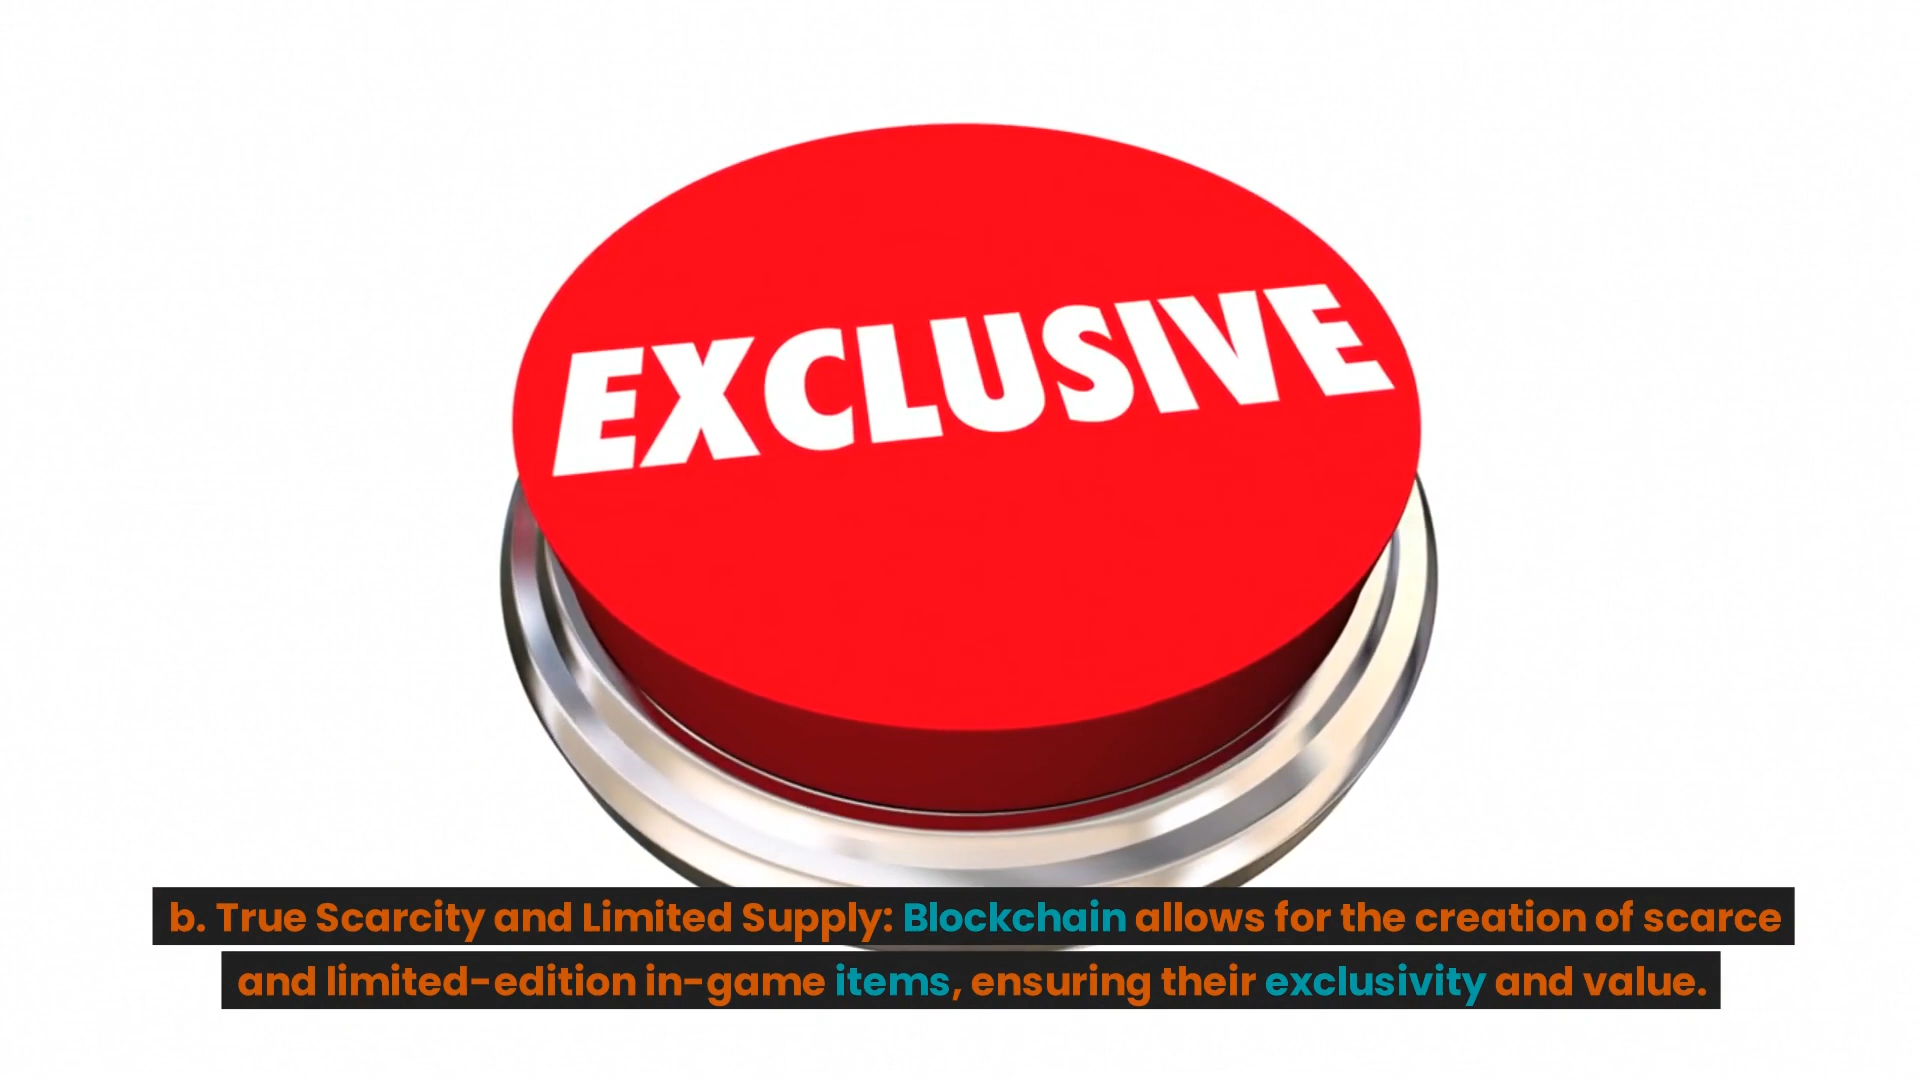 EXCLUSIVE
b. True Scarcity and Limited Supply: Blockchain allows for the creation of scarce
and limited-edition in-game items, ensuring their exclusivity and value.